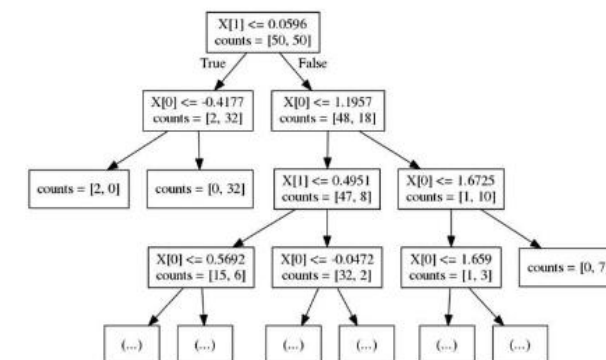 X[1] <= 0.0596
counts = [50, 50]
True
False
X[0] <= -0.4177
counts = [2, 32]
X[0] <= 1.1957
counts = [48, 18]
counts = [2, 0]
counts = [0, 32]
X[1] <= 0.4951
counts = [47, 8]
X[0] <= 1.6725
counts = [1, 10]
X[0] <= 0.5692
counts = [15, 6]
X[0] <= -0.0472
counts = [32, 2]
X[0] <= 1.659
counts = [1, 3]
counts = [0, 7
(...)
(...)
(...)
(...)
(...)
(...)